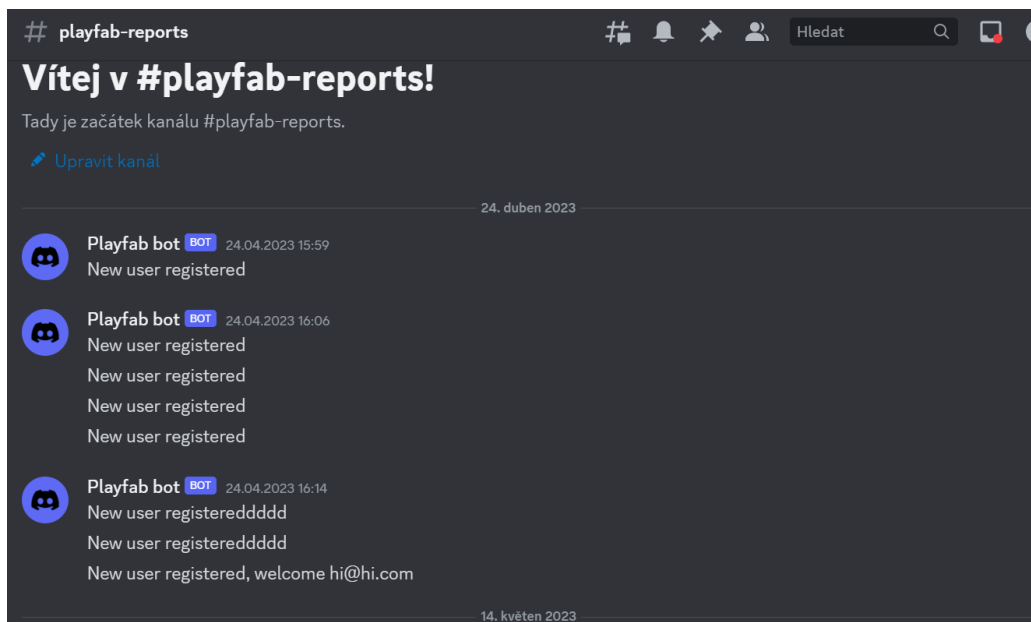 playfab-reports
Hledat
Vítej v #playfab-reports!
Tady je začátek kanálu #playfab-reports.
Upravit kanál
24. duben 2023
Playfab bot BOT 24.04.2023 15:59
New user registered
Playfab bot BOT 24.04.2023 16:06
New user registered
New user registered
New user registered
New user registered
Playfab bot BOT 24.04.2023 16:14
New user registereddddd
New user registereddddd
New user registered, welcome hi@hi.com
14. květen 2023